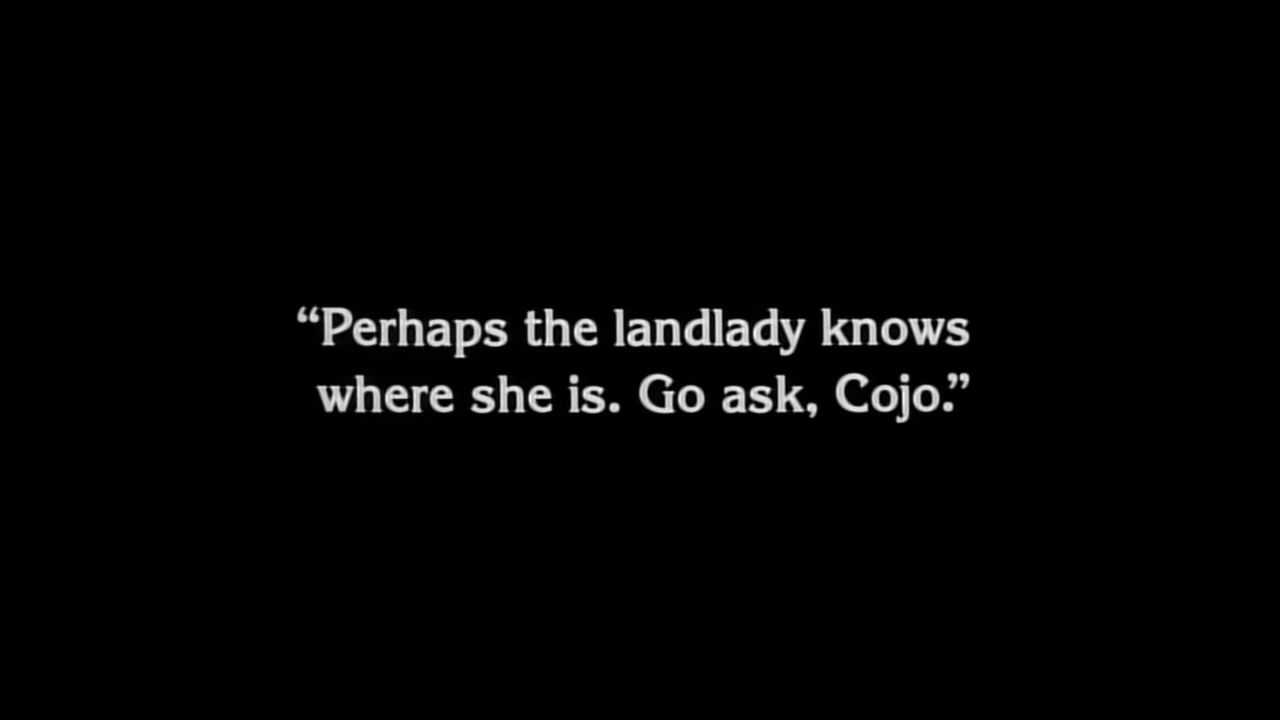 “Perhaps the landlady knows
where she is. Go ask, Cojo.”